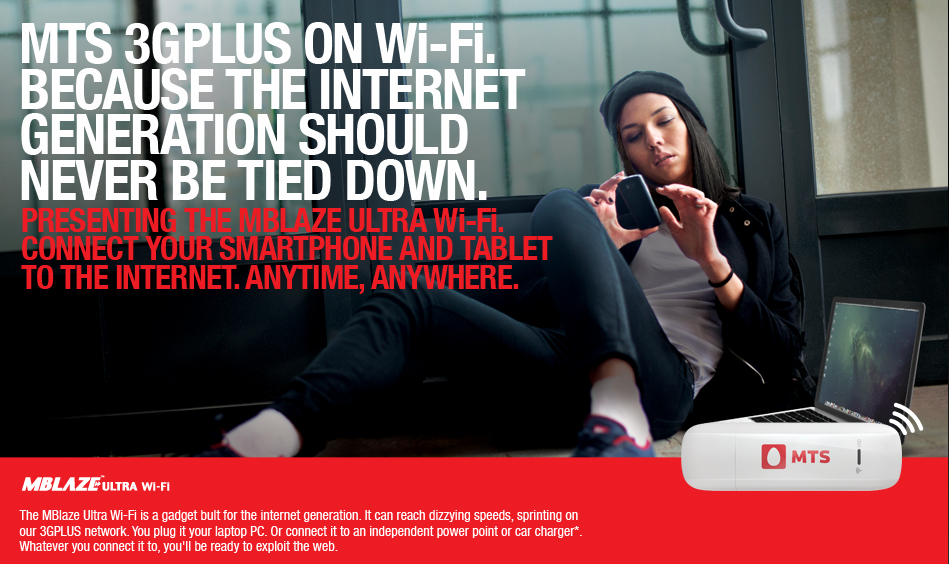 MTS 3GPLUS ON Wi-Fi.
BECAUSE THE INTERNET
GENERATION SHOULD
NEVER BE TIED DOWN.
PRESENTING THE MBLAZE ULTRA Wi-Fi.
CONNECT YOUR SMARTPHONE AND TABLET
TO THE INTERNET. ANYTIME, ANYWHERE.
MTS
MBLAZE™ ULTRA Wi-Fi
The MBlaze Ultra Wi-Fi is a gadget bult for the internet generation. It can reach dizzying speeds, sprinting on
our 3GPLUS network. You plug it your laptop PC. Or connect it to an independent power point or car charger*.
Whatever you connect it to, you'll be ready to exploit the web.